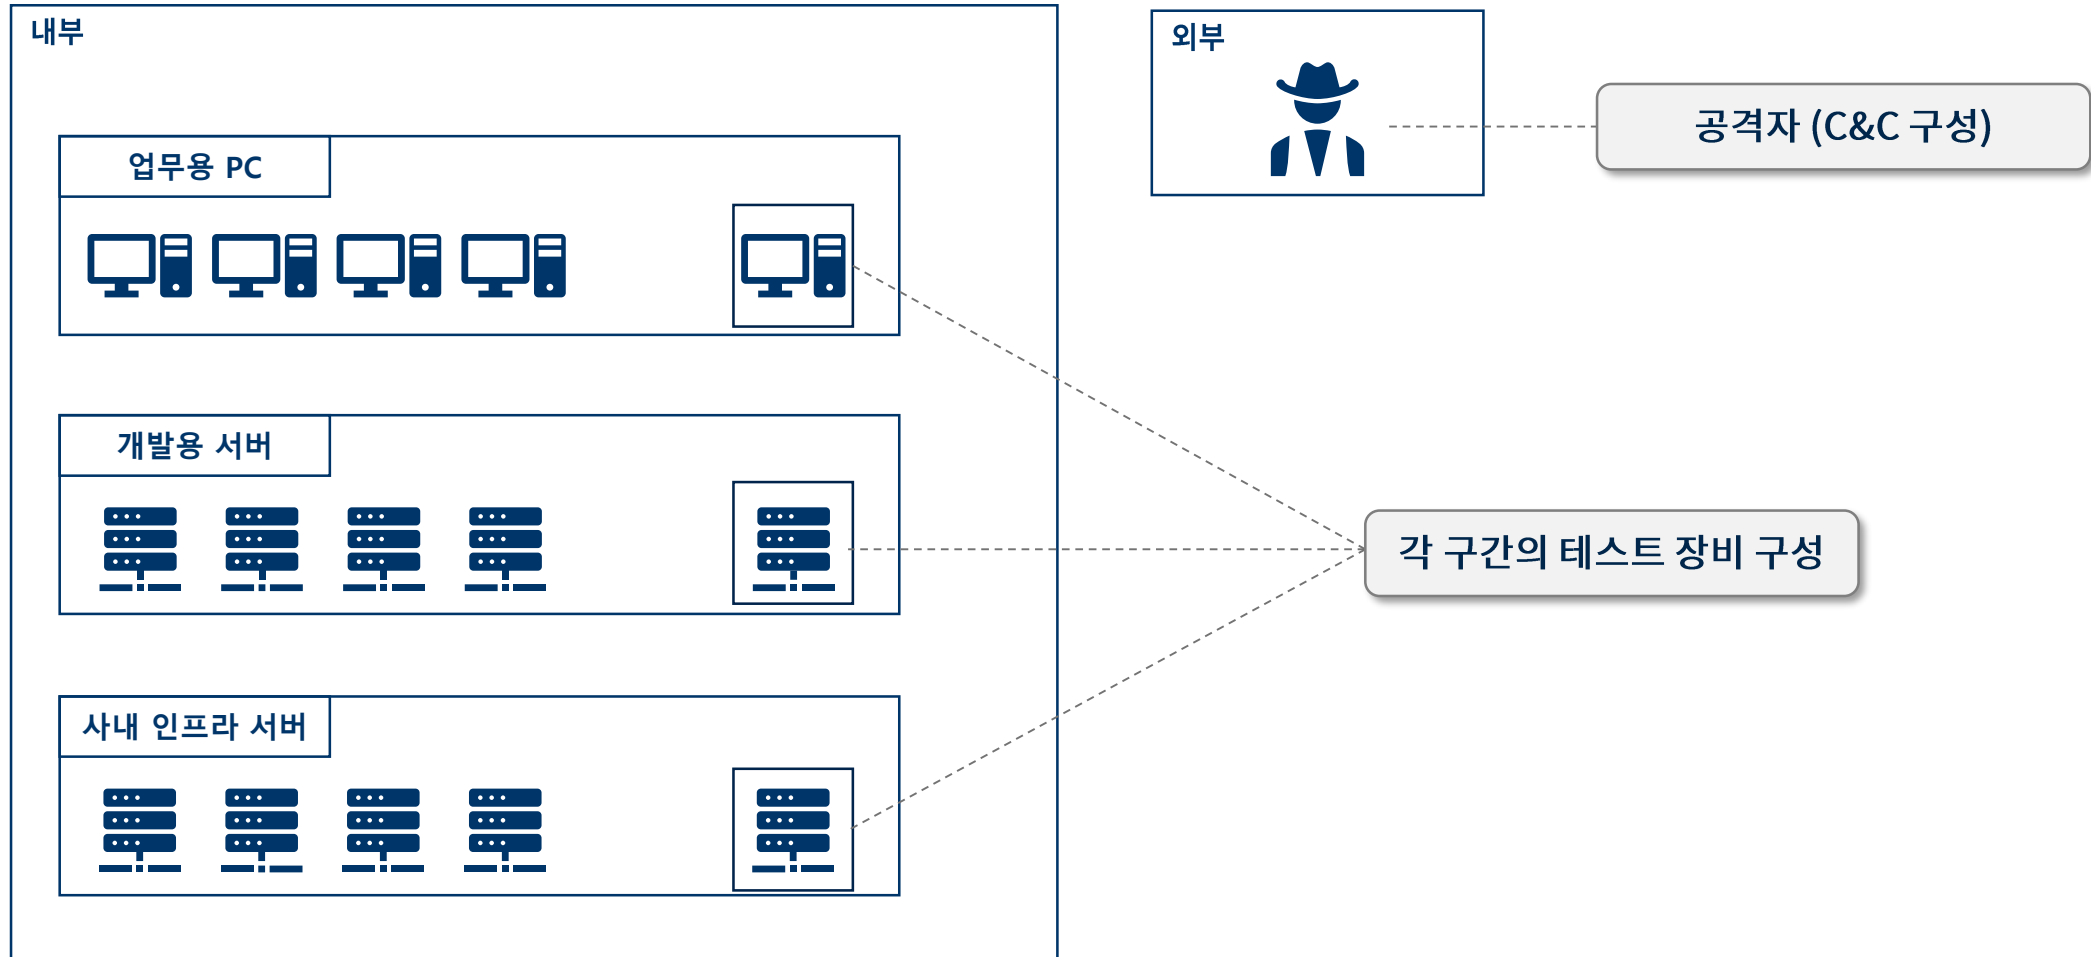 내부
외부
공격자 (C&C 구성)
업무용 PC
개발용 서버
각 구간의 테스트 장비 구성
사내 인프라 서버